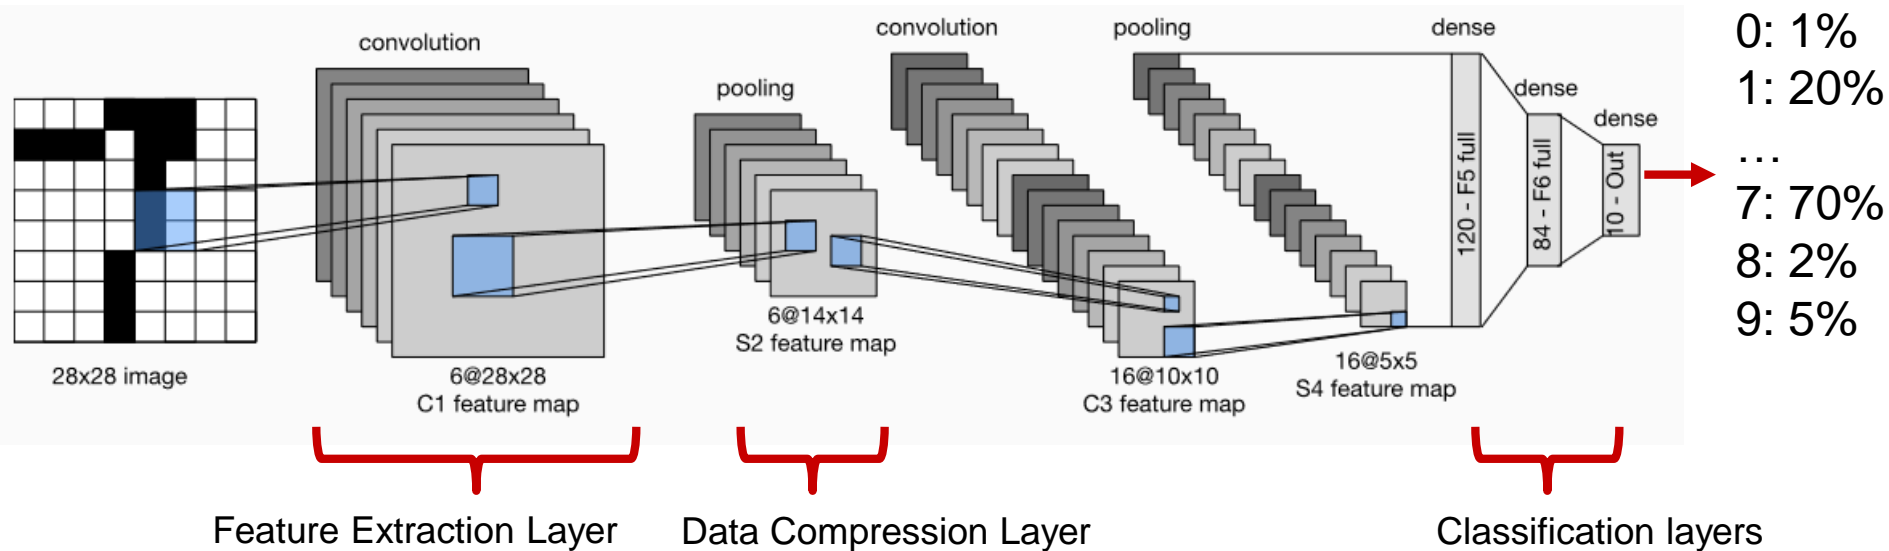 convolution
pooling
convolution
pooling
dense
dense
dense
28x28 image
6@28x28
C1 feature map
6@14x14
S2 feature map
16@10x10
C3 feature map
16@5x5
S4 feature map
120 - F5 full
84 - F6 full
10 - Out
0: 1%
1: 20%
…
7: 70%
8: 2%
9: 5%
Feature Extraction Layer
Data Compression Layer
Classification layers